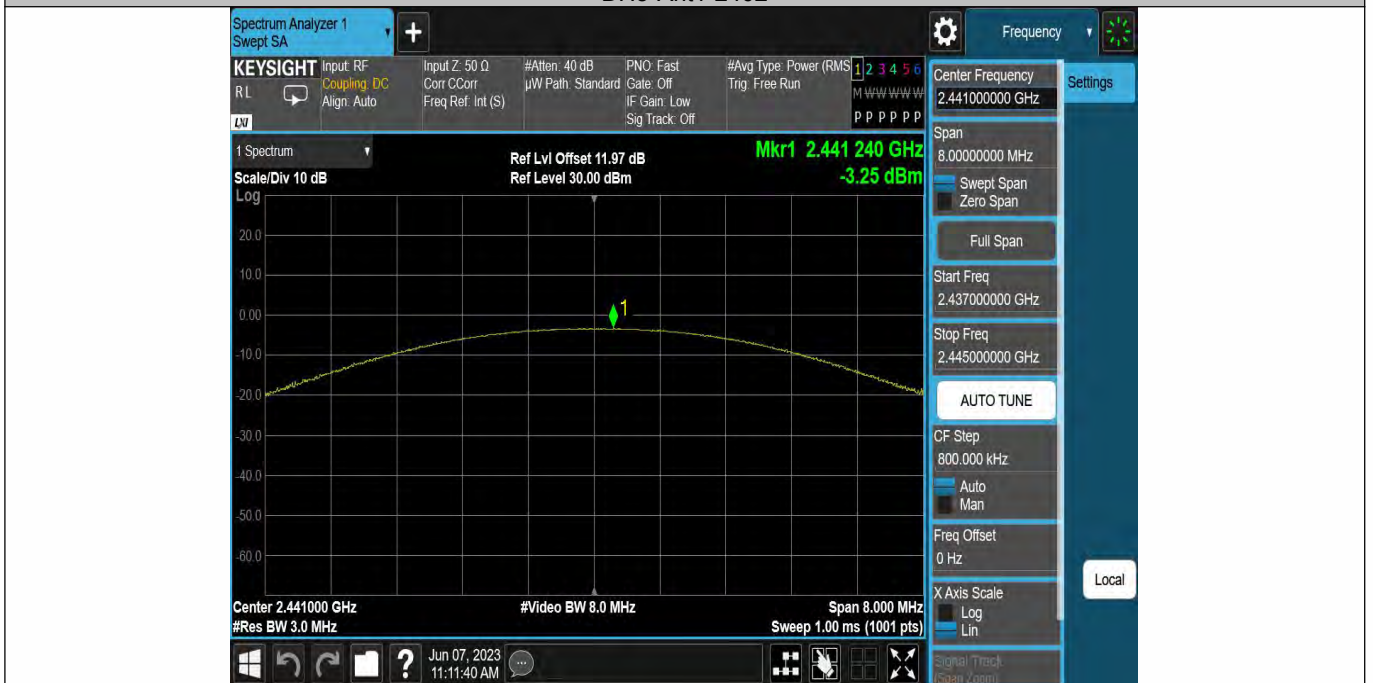 Spectrum Analyzer 1
Swept SA
+
Frequency
KEYSIGHT
RL
LXI
Input: RF
Coupling: DC
Align: Auto
Input Z: 50 Ω
Corr CCorr
Freq Ref: Int (S)
#Atten: 40 dB
µW Path: Standard
PNO: Fast
Gate: Off
IF Gain: Low
Sig Track: Off
#Avg Type: Power (RMS
Trig: Free Run
1 2 3 4 5 6
M W W W W W
P P P P P P
1 Spectrum
Scale/Div 10 dB
Ref Lvl Offset 11.97 dB
Ref Level 30.00 dBm
Mkr1 2.441 240 GHz
-3.25 dBm
Log
20.0
10.0
0.00
-10.0
-20.0
-30.0
-40.0
-50.0
-60.0
1
Center 2.441000 GHz
#Res BW 3.0 MHz
#Video BW 8.0 MHz
Span 8.000 MHz
Sweep 1.00 ms (1001 pts)
Center Frequency
2.441000000 GHz
Settings
Span
8.00000000 MHz
Swept Span
Zero Span
Full Span
Start Freq
2.437000000 GHz
Stop Freq
2.445000000 GHz
AUTO TUNE
CF Step
800.000 kHz
Auto
Man
Freq Offset
0 Hz
X Axis Scale
Log
Lin
Signal Track
(Span Zoom)
Local
?
Jun 07, 2023
11:11:40 AM